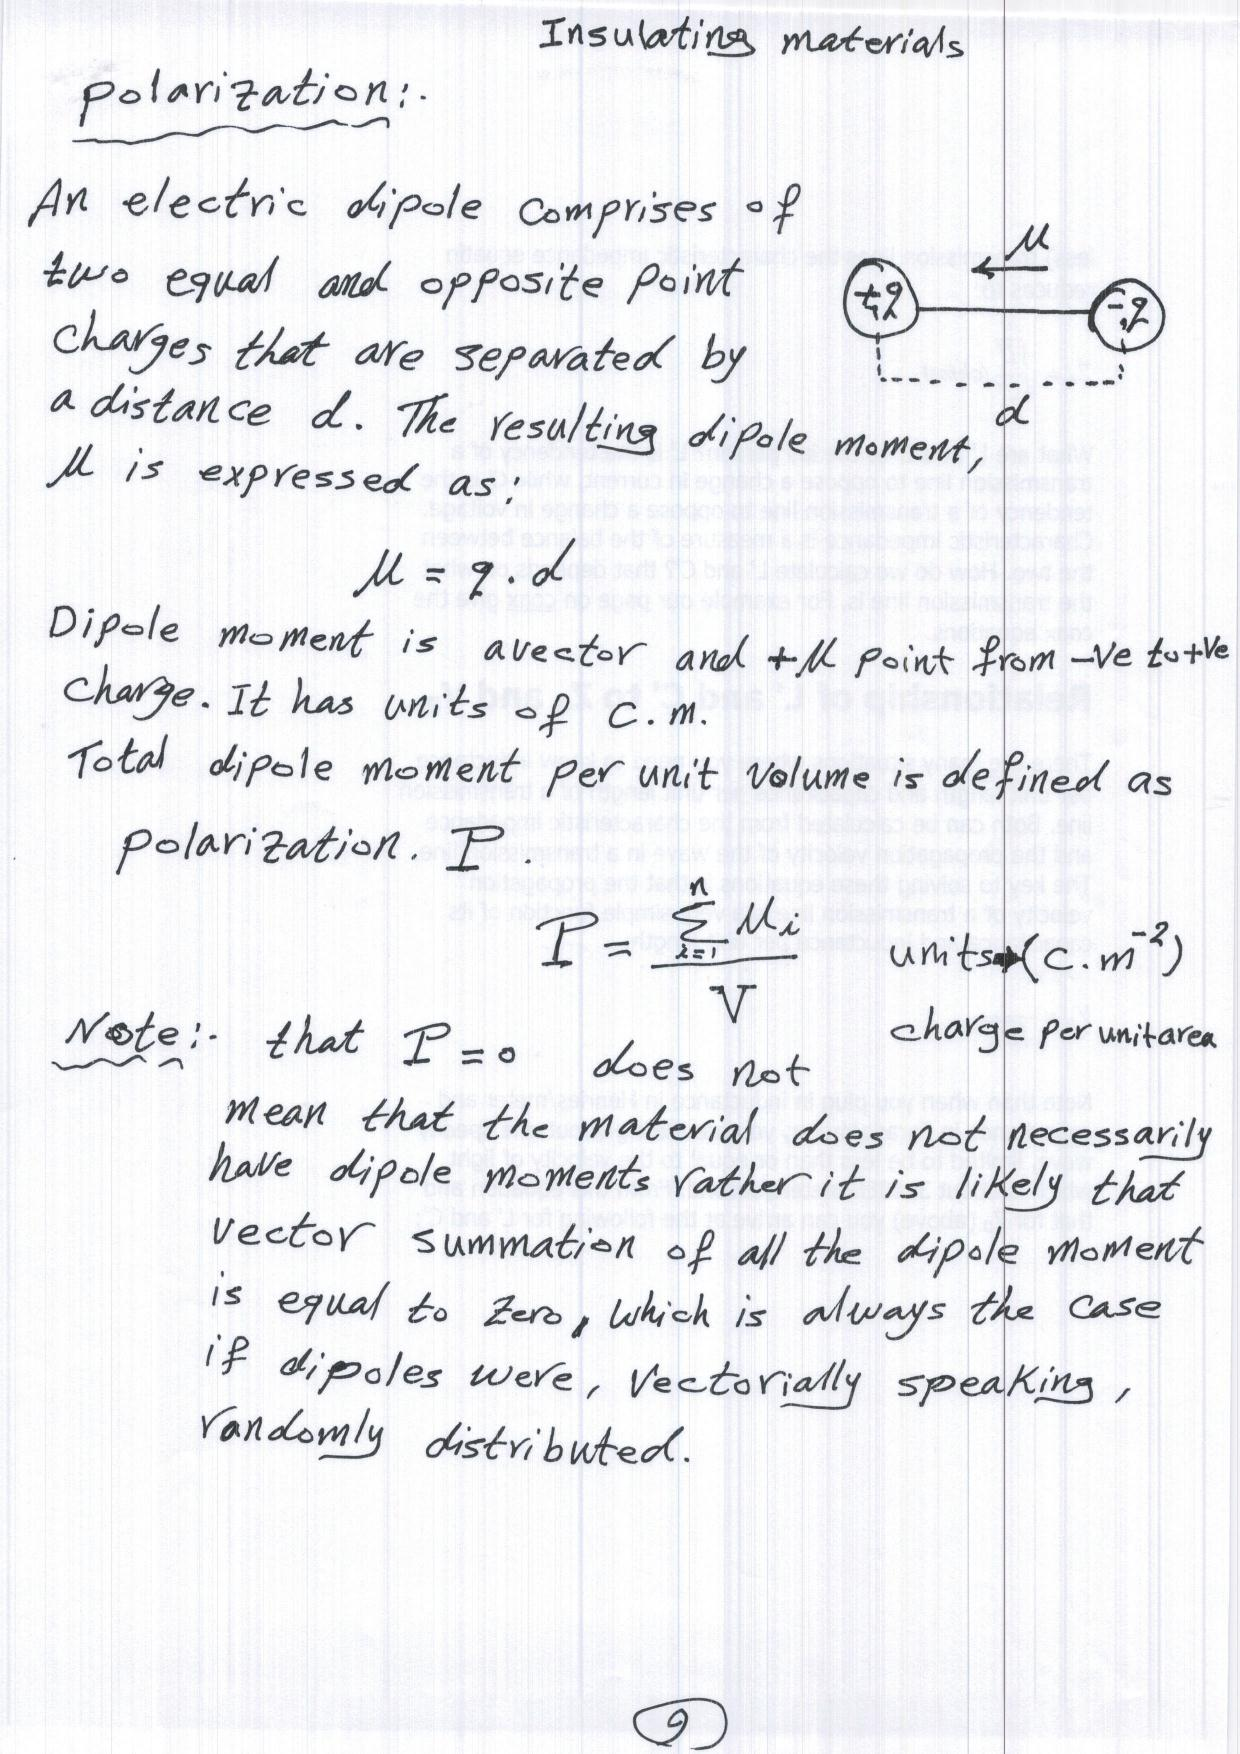 Insulating materials
Polarization:.
An electric dipole comprises of
two equal and opposite point
charges that are separated by
a distance d. The resulting dipole moment,
μ is expressed as:
μ
+q
-q
d
μ = q.d
Dipole moment is avector and +μ point from -ve to +ve
charge. It has units of C.m.
Total dipole moment per unit volume is defined as
polarization. P.
P = \frac{\sum_{i=1}^{n} μi}{V} units→(C.m⁻²)
charge per unit area
Note:. that P = 0 does not
mean that the material does not necessarily
have dipole moments rather it is likely that
vector summation of all the dipole moment
is equal to zero, which is always the case
if dipoles were, vectorially speaking,
randomly distributed.
9